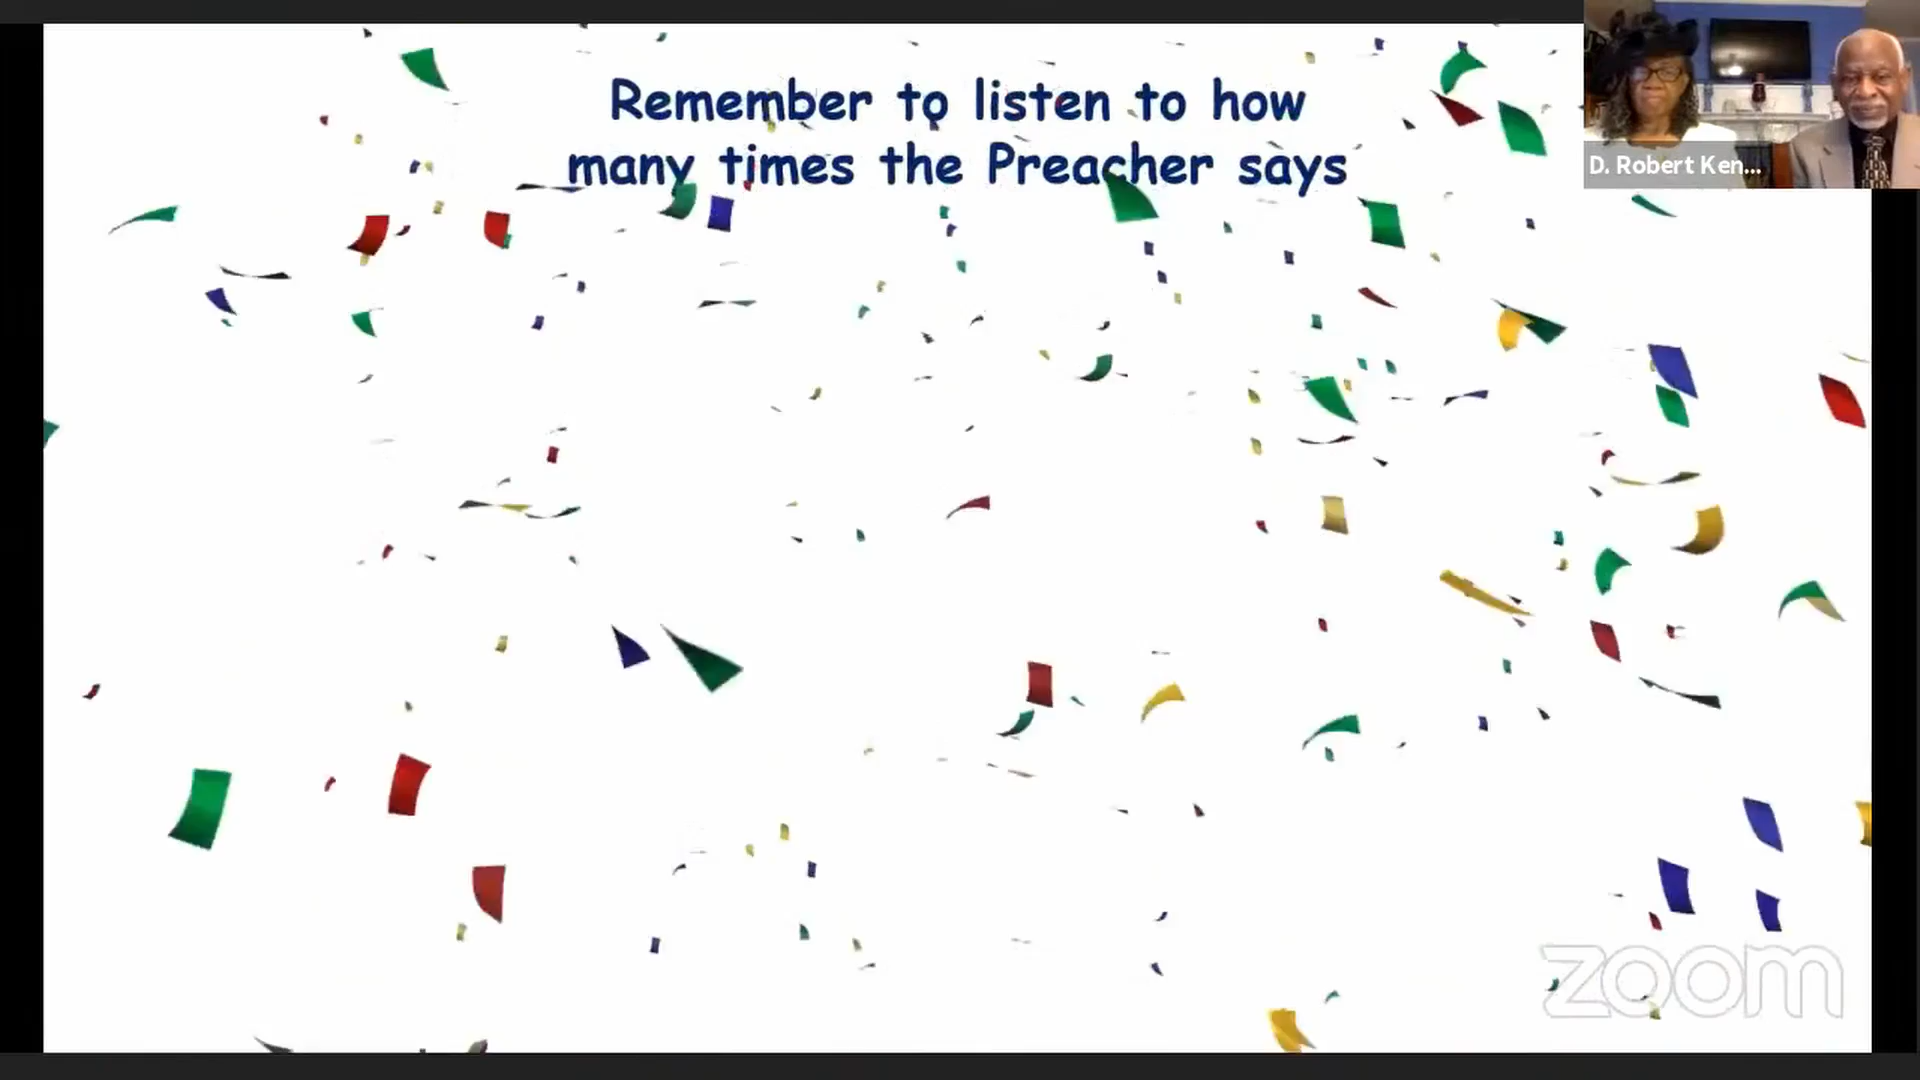 Remember to listen to how
many times the Preacher says
D. Robert Ken...
zoom